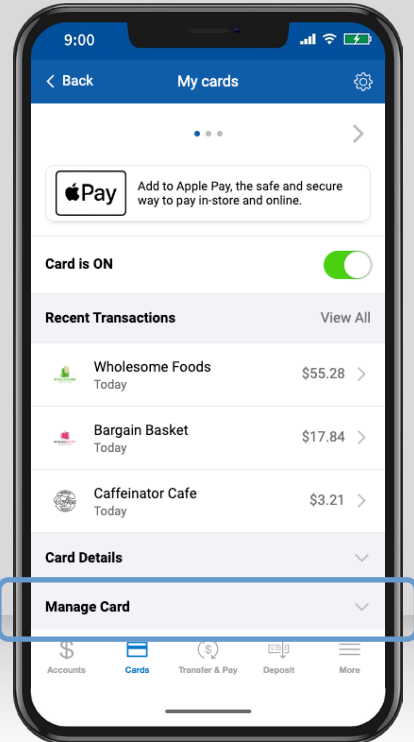 9:00
Back
My cards
Pay
Add to Apple Pay, the safe and secure
way to pay in-store and online.
Card is ON
Recent Transactions
View All
Wholesome Foods
Today
$55.28
Bargain Basket
Today
$17.84
Caffeinator Cafe
Today
$3.21
Card Details
Manage Card
Accounts
Cards
Transfer & Pay
Deposit
More